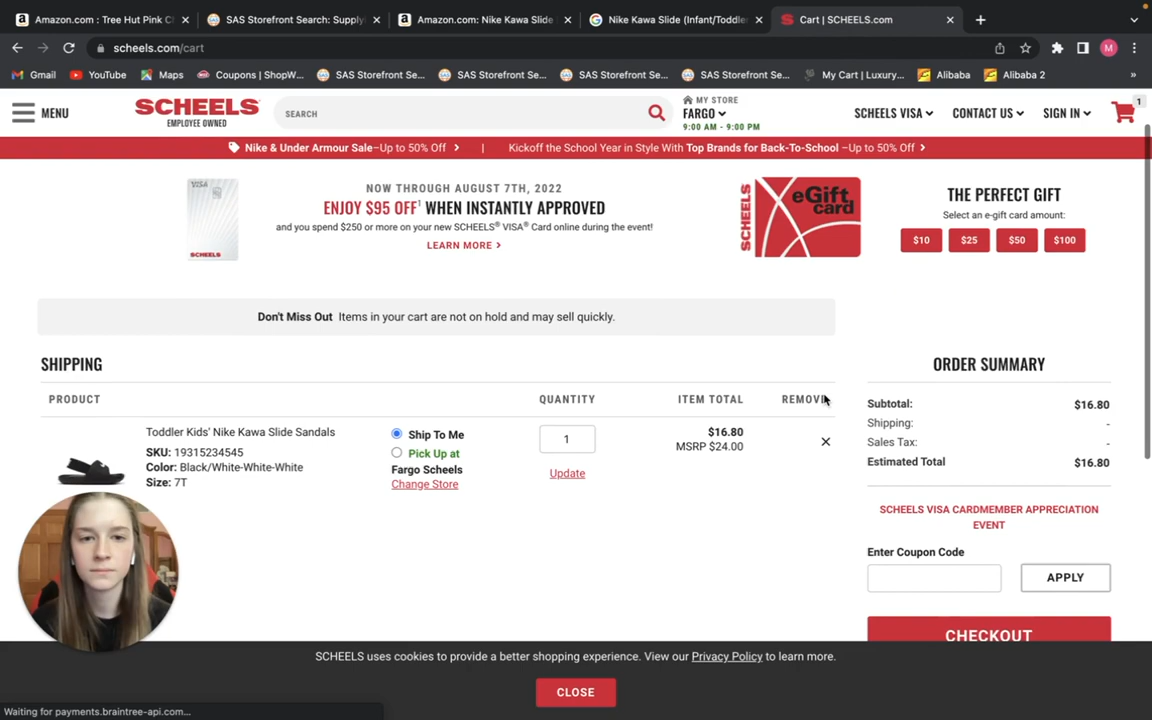 Amazon.com : Tree Hut Pink C
SAS Storefront Search: Supply
Amazon.com: Nike Kawa Slide
Nike Kawa Slide (Infant/Toddler
Cart | SCHEELS.com
scheels.com/cart
M
Gmail
YouTube
Maps
Coupons | ShopW...
SAS Storefront Se...
SAS Storefront Se...
SAS Storefront Se...
SAS Storefront Se...
My Cart | Luxury...
Alibaba
Alibaba 2
MENU
SCHEELS
EMPLOYEE OWNED
SEARCH
MY STORE
FARGO
9:00 AM - 9:00 PM
SCHEELS VISA
CONTACT US
SIGN IN
1
Nike & Under Armour Sale–Up to 50% Off
|
Kickoff the School Year in Style With Top Brands for Back-To-School –Up to 50% Off
SCHEELS
NOW THROUGH AUGUST 7TH, 2022
ENJOY $95 OFF¹ WHEN INSTANTLY APPROVED
and you spend $250 or more on your new SCHEELS® VISA® Card online during the event!
LEARN MORE >
SCHEELS
eGift card
THE PERFECT GIFT
Select an e-gift card amount:
$10
$25
$50
$100
Don't Miss Out Items in your cart are not on hold and may sell quickly.
SHIPPING
PRODUCT
QUANTITY
ITEM TOTAL
REMOVE
Toddler Kids' Nike Kawa Slide Sandals
SKU: 19315234545
Color: Black/White-White-White
Size: 7T
Ship To Me
Pick Up at
Fargo Scheels
Change Store
1
Update
$16.80
MSRP $24.00
ORDER SUMMARY
Subtotal: $16.80
Shipping: -
Sales Tax: -
Estimated Total $16.80
SCHEELS VISA CARDMEMBER APPRECIATION
EVENT
Enter Coupon Code
APPLY
CHECKOUT
SCHEELS uses cookies to provide a better shopping experience. View our Privacy Policy to learn more.
CLOSE
Waiting for payments.braintree-api.com...